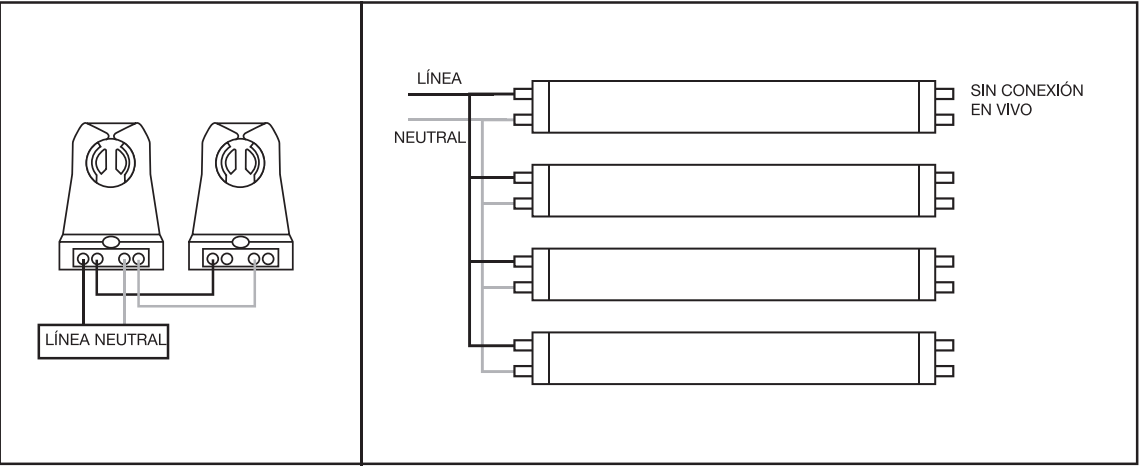 LÍNEA NEUTRAL
LÍNEA
NEUTRAL
SIN CONEXIÓN
EN VIVO